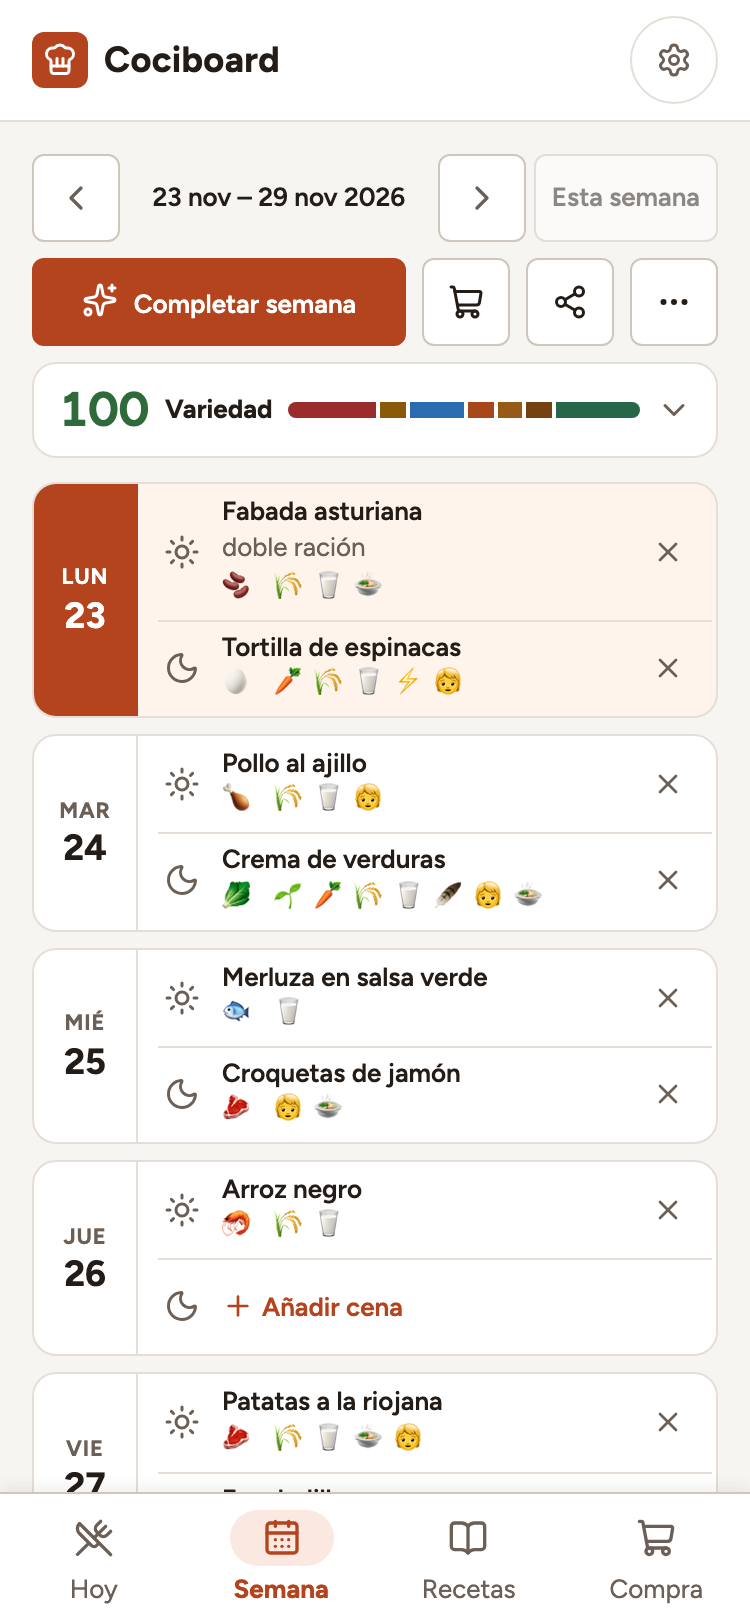 Cociboard
23 nov – 29 nov 2026
Esta semana
Completar semana
100 Variedad
LUN
23
Fabada asturiana
doble ración
Tortilla de espinacas
MAR
24
Pollo al ajillo
Crema de verduras
MIÉ
25
Merluza en salsa verde
Croquetas de jamón
JUE
26
Arroz negro
Añadir cena
VIE
27
Patatas a la riojana
Hoy
Semana
Recetas
Compra